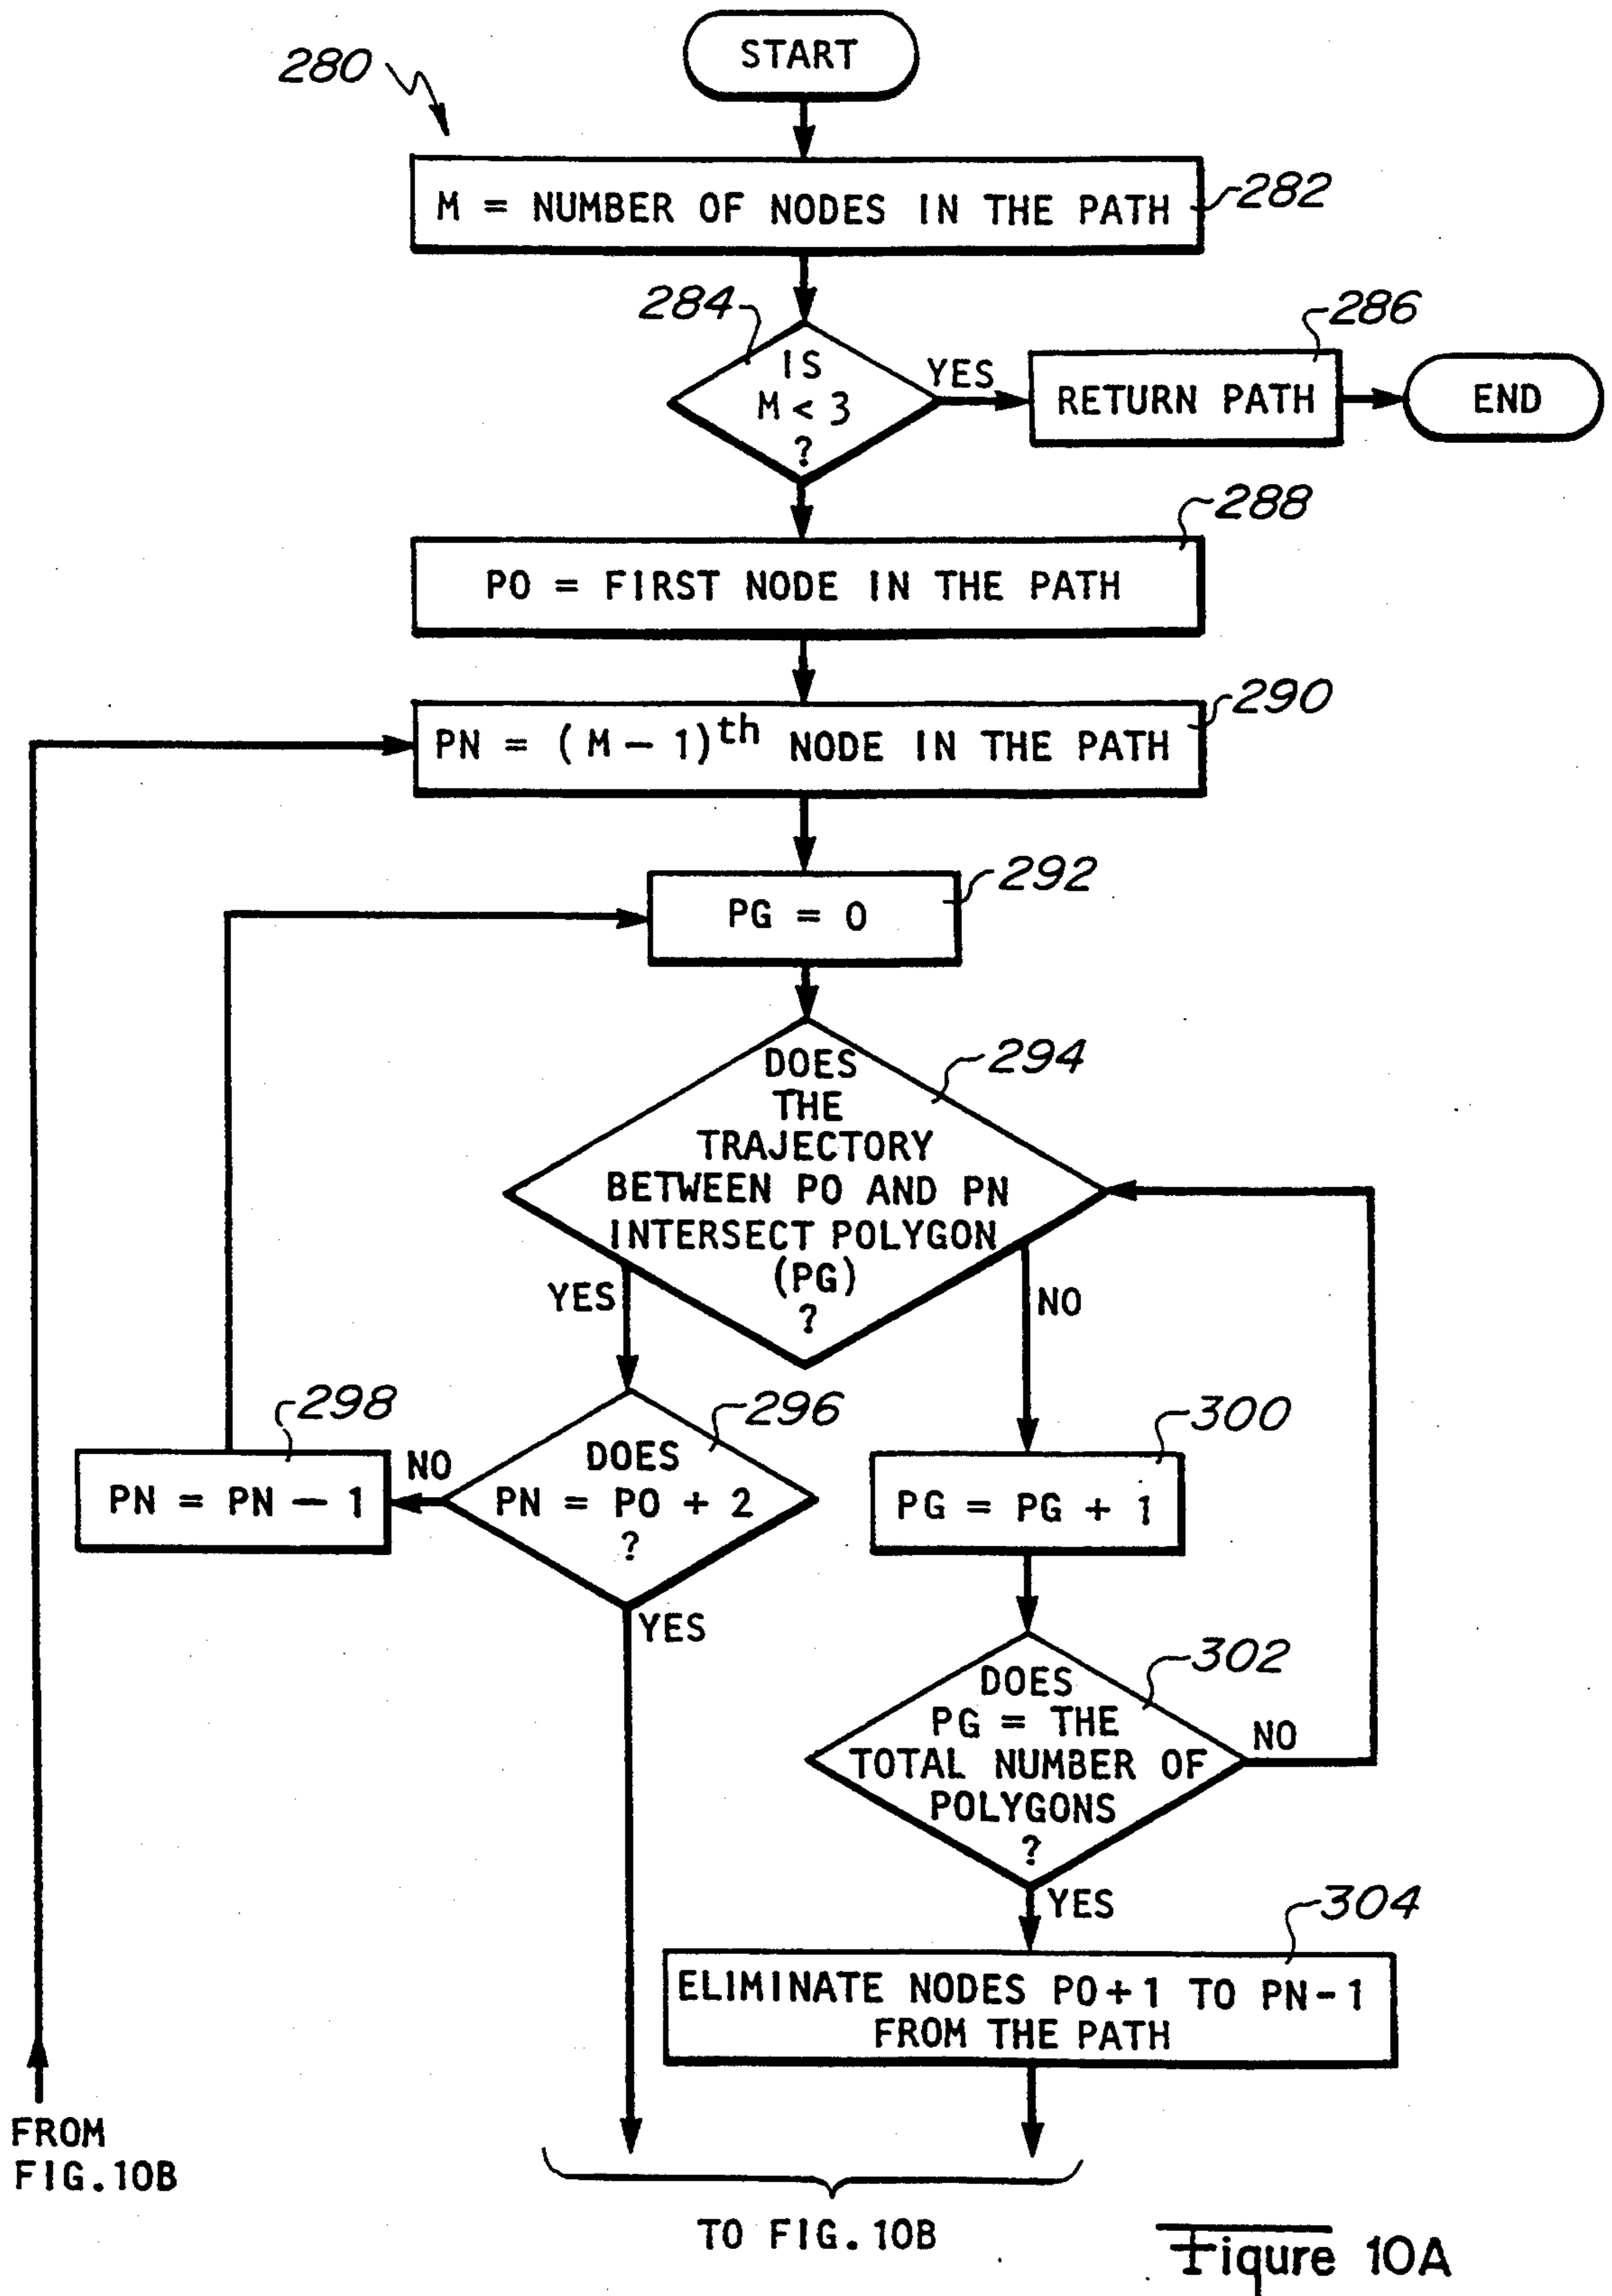 START
280
M = NUMBER OF NODES IN THE PATH
282
284
IS
M < 3
?
YES
286
RETURN PATH
END
288
PO = FIRST NODE IN THE PATH
290
PN = (M-1)th NODE IN THE PATH
292
PG = 0
294
DOES
THE
TRAJECTORY
BETWEEN PO AND PN
INTERSECT POLYGON
(PG)
?
YES
NO
298
PN = PN - 1
NO
296
DOES
PN = PO + 2
?
YES
300
PG = PG + 1
302
DOES
PG = THE
TOTAL NUMBER OF
POLYGONS
?
NO
YES
304
ELIMINATE NODES PO+1 TO PN-1
FROM THE PATH
FROM
FIG.10B
TO FIG.10B
Figure 10A